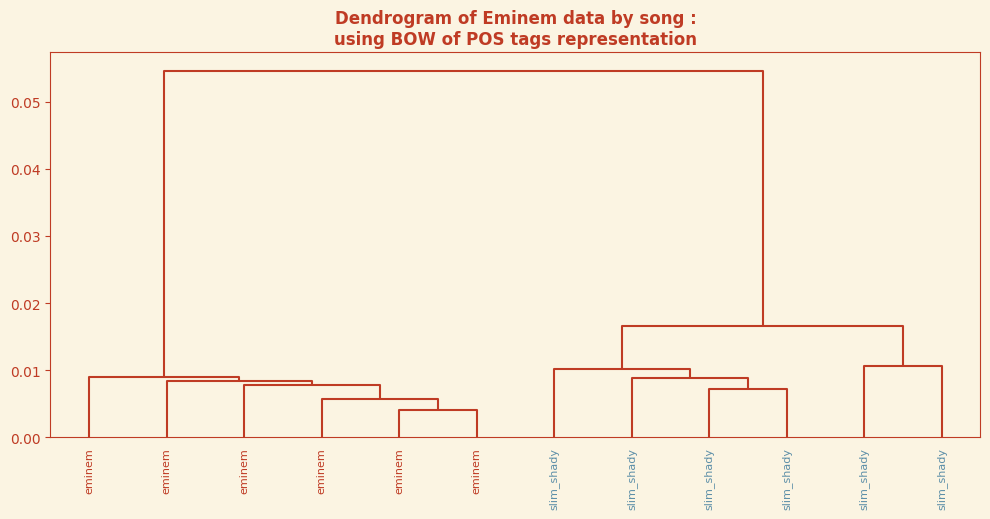 Dendrogram of Eminem data by song :
using BOW of POS tags representation
0.05
0.04
0.03
0.02
0.01
0.00
eminem
eminem
eminem
eminem
eminem
eminem
slim_shady
slim_shady
slim_shady
slim_shady
slim_shady
slim_shady